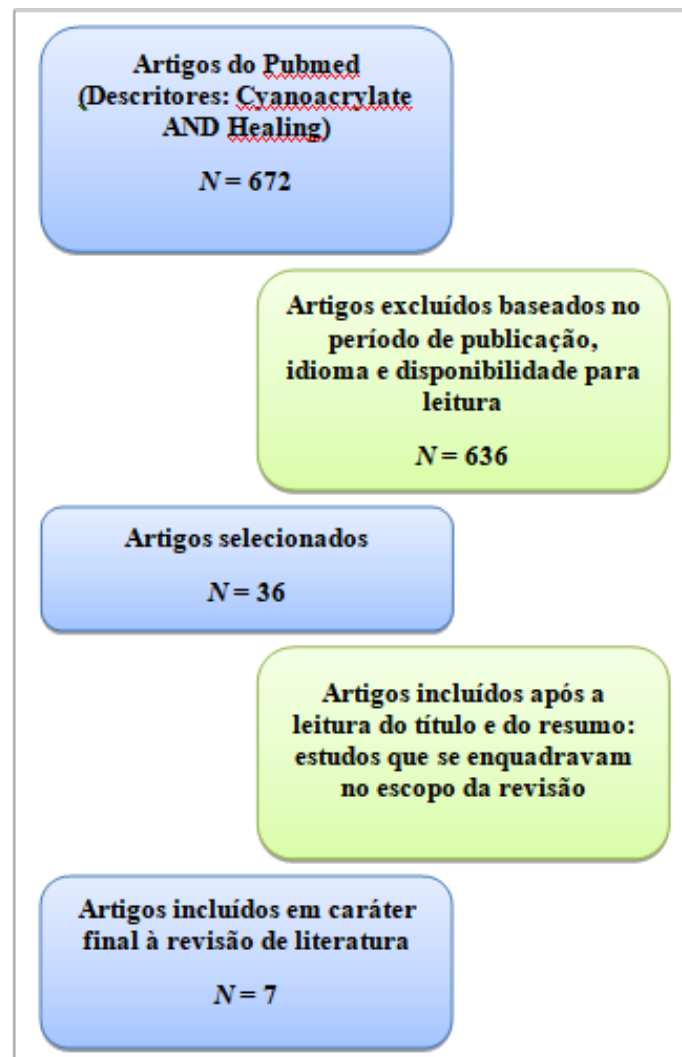 Artigos do Pubmed
(Descritores: Cyanoacrylate
AND Healing)
N = 672
Artigos excluídos baseados no
período de publicação,
idioma e disponibilidade para
leitura
N = 636
Artigos selecionados
N = 36
Artigos incluídos após a
leitura do título e do resumo:
estudos que se enquadravam
no escopo da revisão
Artigos incluídos em caráter
final à revisão de literatura
N = 7